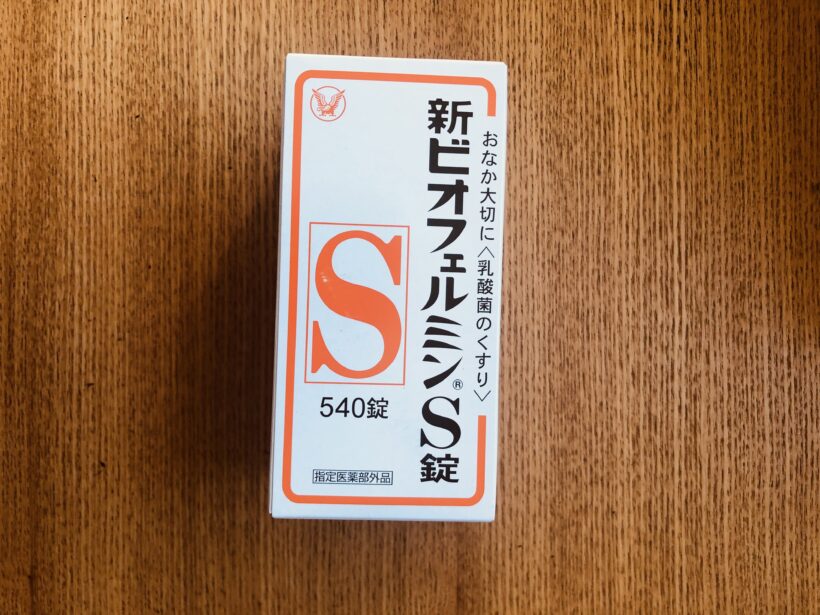 おなか大切に〈乳酸菌のくすり〉
新ビオフェルミン®S錠
S
540錠
指定医薬部外品